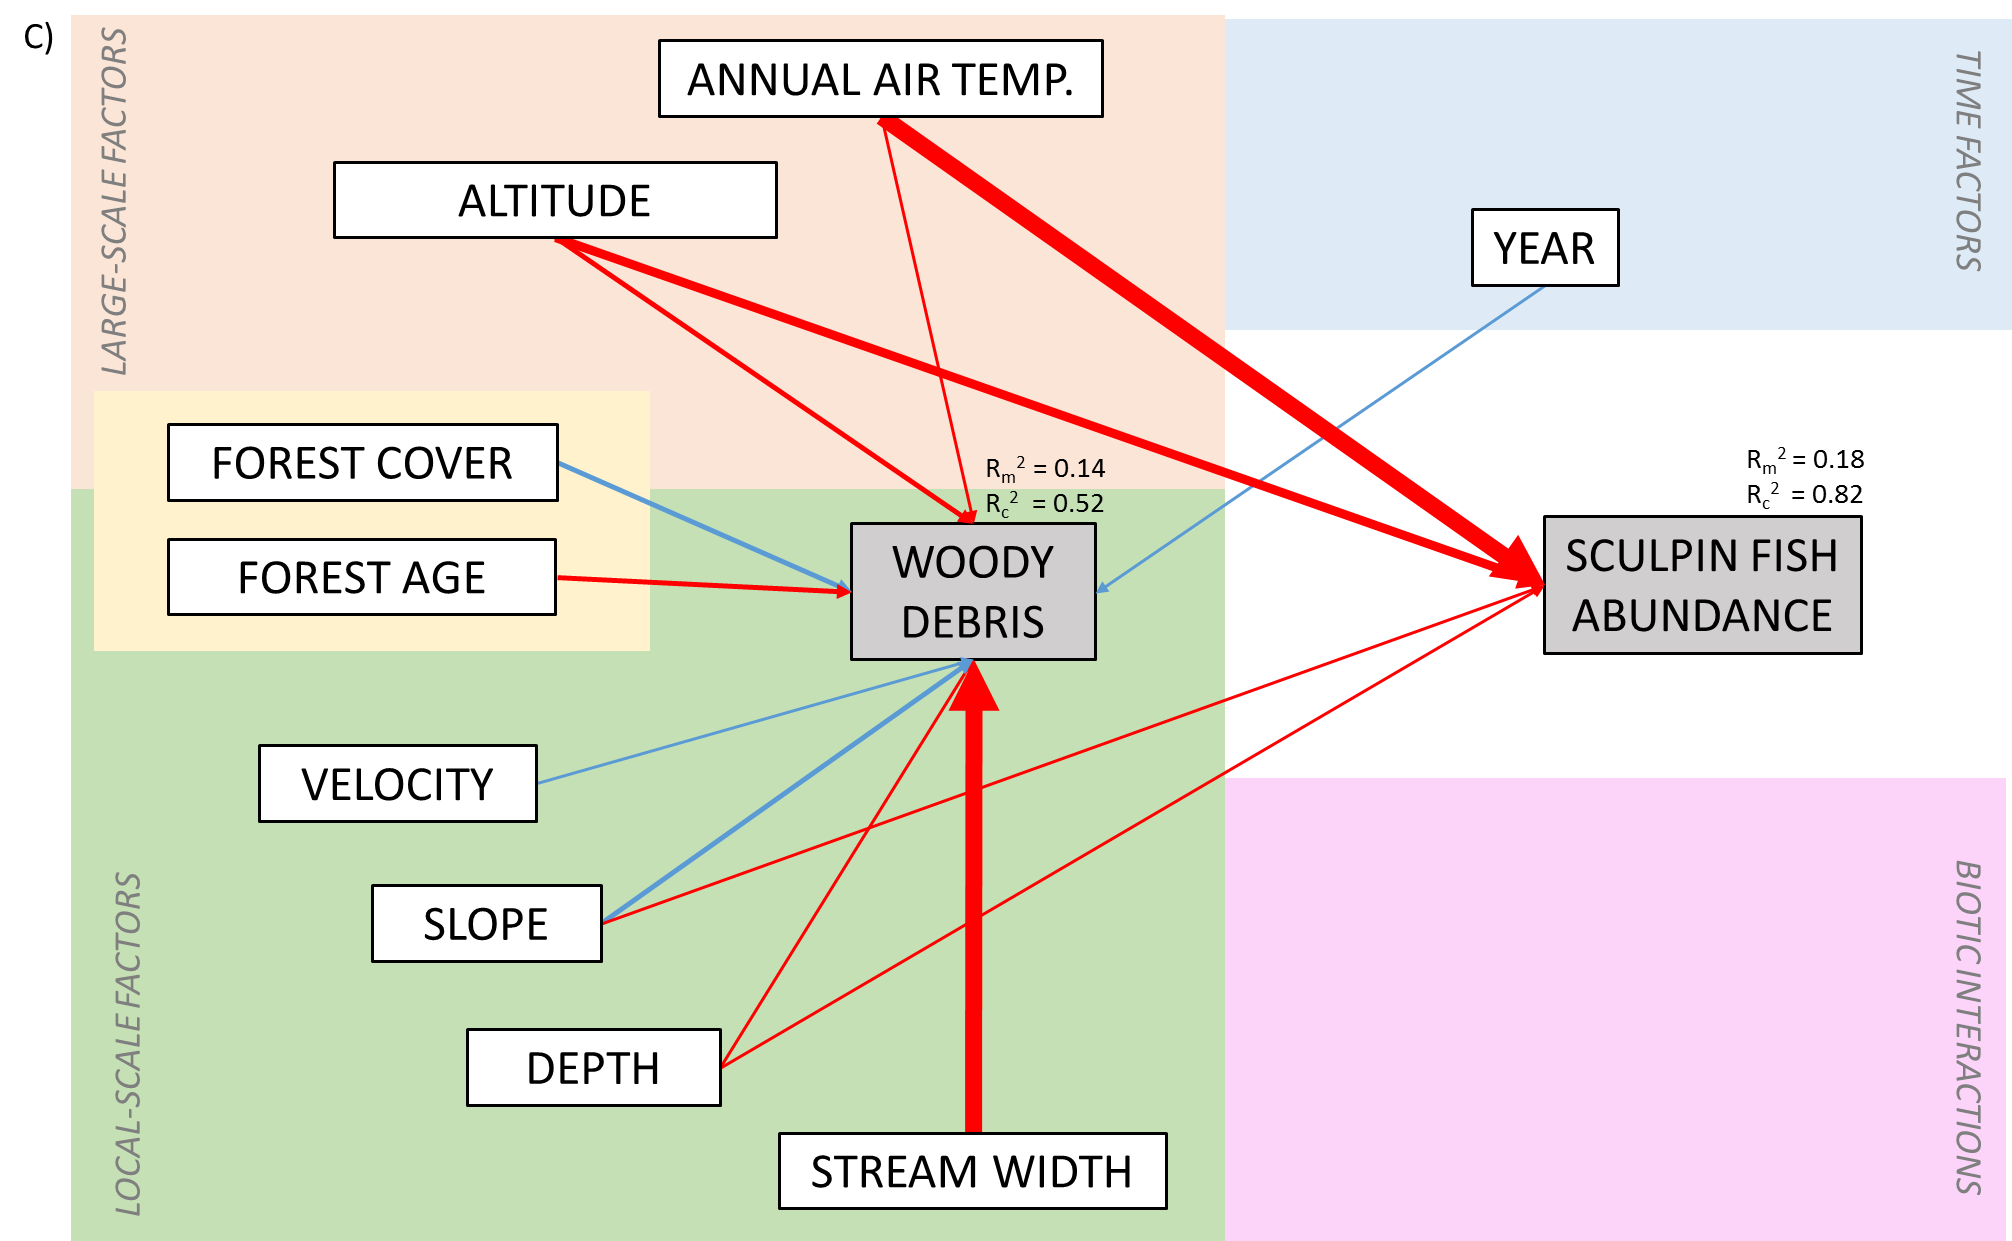 C)
LARGE-SCALE FACTORS
ANNUAL AIR TEMP.
TIME FACTORS
ALTITUDE
YEAR
FOREST COVER
FOREST AGE
Rm2 = 0.14
Rc2 = 0.52
WOODY
DEBRIS
Rm2 = 0.18
Rc2 = 0.82
SCULPIN FISH
ABUNDANCE
VELOCITY
SLOPE
DEPTH
STREAM WIDTH
LOCAL-SCALE FACTORS
BIOTIC INTERACTIONS